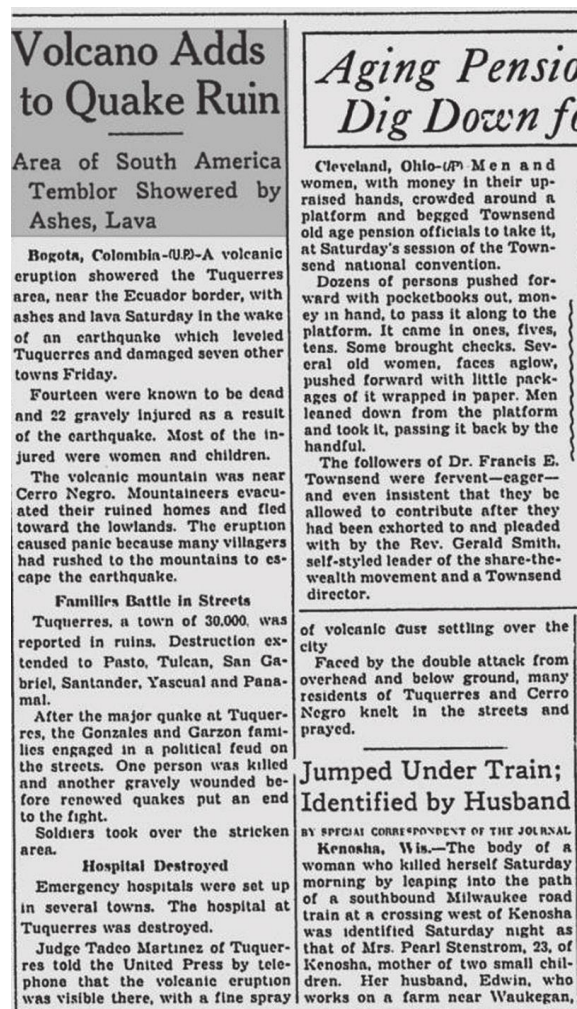 Volcano Adds
to Quake Ruin
Area of South America
Temblor Showered by
Ashes, Lava
Bogota, Colombia-(U.P.)-A volcanic
eruption showered the Tuquerres
area, near the Ecuador border, with
ashes and lava Saturday in the wake
of an earthquake which leveled
Tuquerres and damaged seven other
towns Friday.
Fourteen were known to be dead
and 22 gravely injured as a result
of the earthquake. Most of the in-
jured were women and children.
The volcanic mountain was near
Cerro Negro. Mountaineers evacu-
ated their ruined homes and fled
toward the lowlands. The eruption
caused panic because many villagers
had rushed to the mountains to es-
cape the earthquake.
Families Battle in Streets
Tuquerres, a town of 30,000, was
reported in ruins. Destruction ex-
tended to Pasto, Tulcan, San Ga-
briel, Santander, Yascual and Pana-
mal.
After the major quake at Tuquer-
res, the Gonzales and Garzon fami-
lies engaged in a political feud on
the streets. One person was killed
and another gravely wounded be-
fore renewed quakes put an end
to the fight.
Soldiers took over the stricken
area.
Hospital Destroyed
Emergency hospitals were set up
in several towns. The hospital at
Tuquerres was destroyed.
Judge Tadeo Martinez of Tuquer-
res told the United Press by tele-
phone that the volcanic eruption
was visible there, with a fine spray
of volcanic dust settling over the
city
Faced by the double attack from
overhead and below ground, many
residents of Tuquerres and Cerro
Negro knelt in the streets and
prayed.
Aging Pensio
Dig Down fo
Cleveland, Ohio-(AP) Men and
women, with money in their up-
raised hands, crowded around a
platform and begged Townsend
old age pension officials to take it,
at Saturday's session of the Town-
send national convention.
Dozens of persons pushed for-
ward with pocketbooks out, mon-
ey in hand, to pass it along to the
platform. It came in ones, fives,
tens. Some brought checks. Sev-
eral old women, faces aglow,
pushed forward with little pack-
ages of it wrapped in paper. Men
leaned down from the platform
and took it, passing it back by the
handful.
The followers of Dr. Francis E.
Townsend were fervent—eager—
and even insistent that they be
allowed to contribute after they
had been exhorted to and pleaded
with by the Rev. Gerald Smith,
self-styled leader of the share-the-
wealth movement and a Townsend
director.
Jumped Under Train;
Identified by Husband
BY SPECIAL CORRESPONDENT OF THE JOURNAL
Kenosha, Wis.—The body of a
woman who killed herself Saturday
morning by leaping into the path
of a southbound Milwaukee road
train at a crossing west of Kenosha
was identified Saturday night as
that of Mrs. Pearl Stenstrom, 23, of
Kenosha, mother of two small chil-
dren. Her husband, Edwin, who
works on a farm near Waukegan,